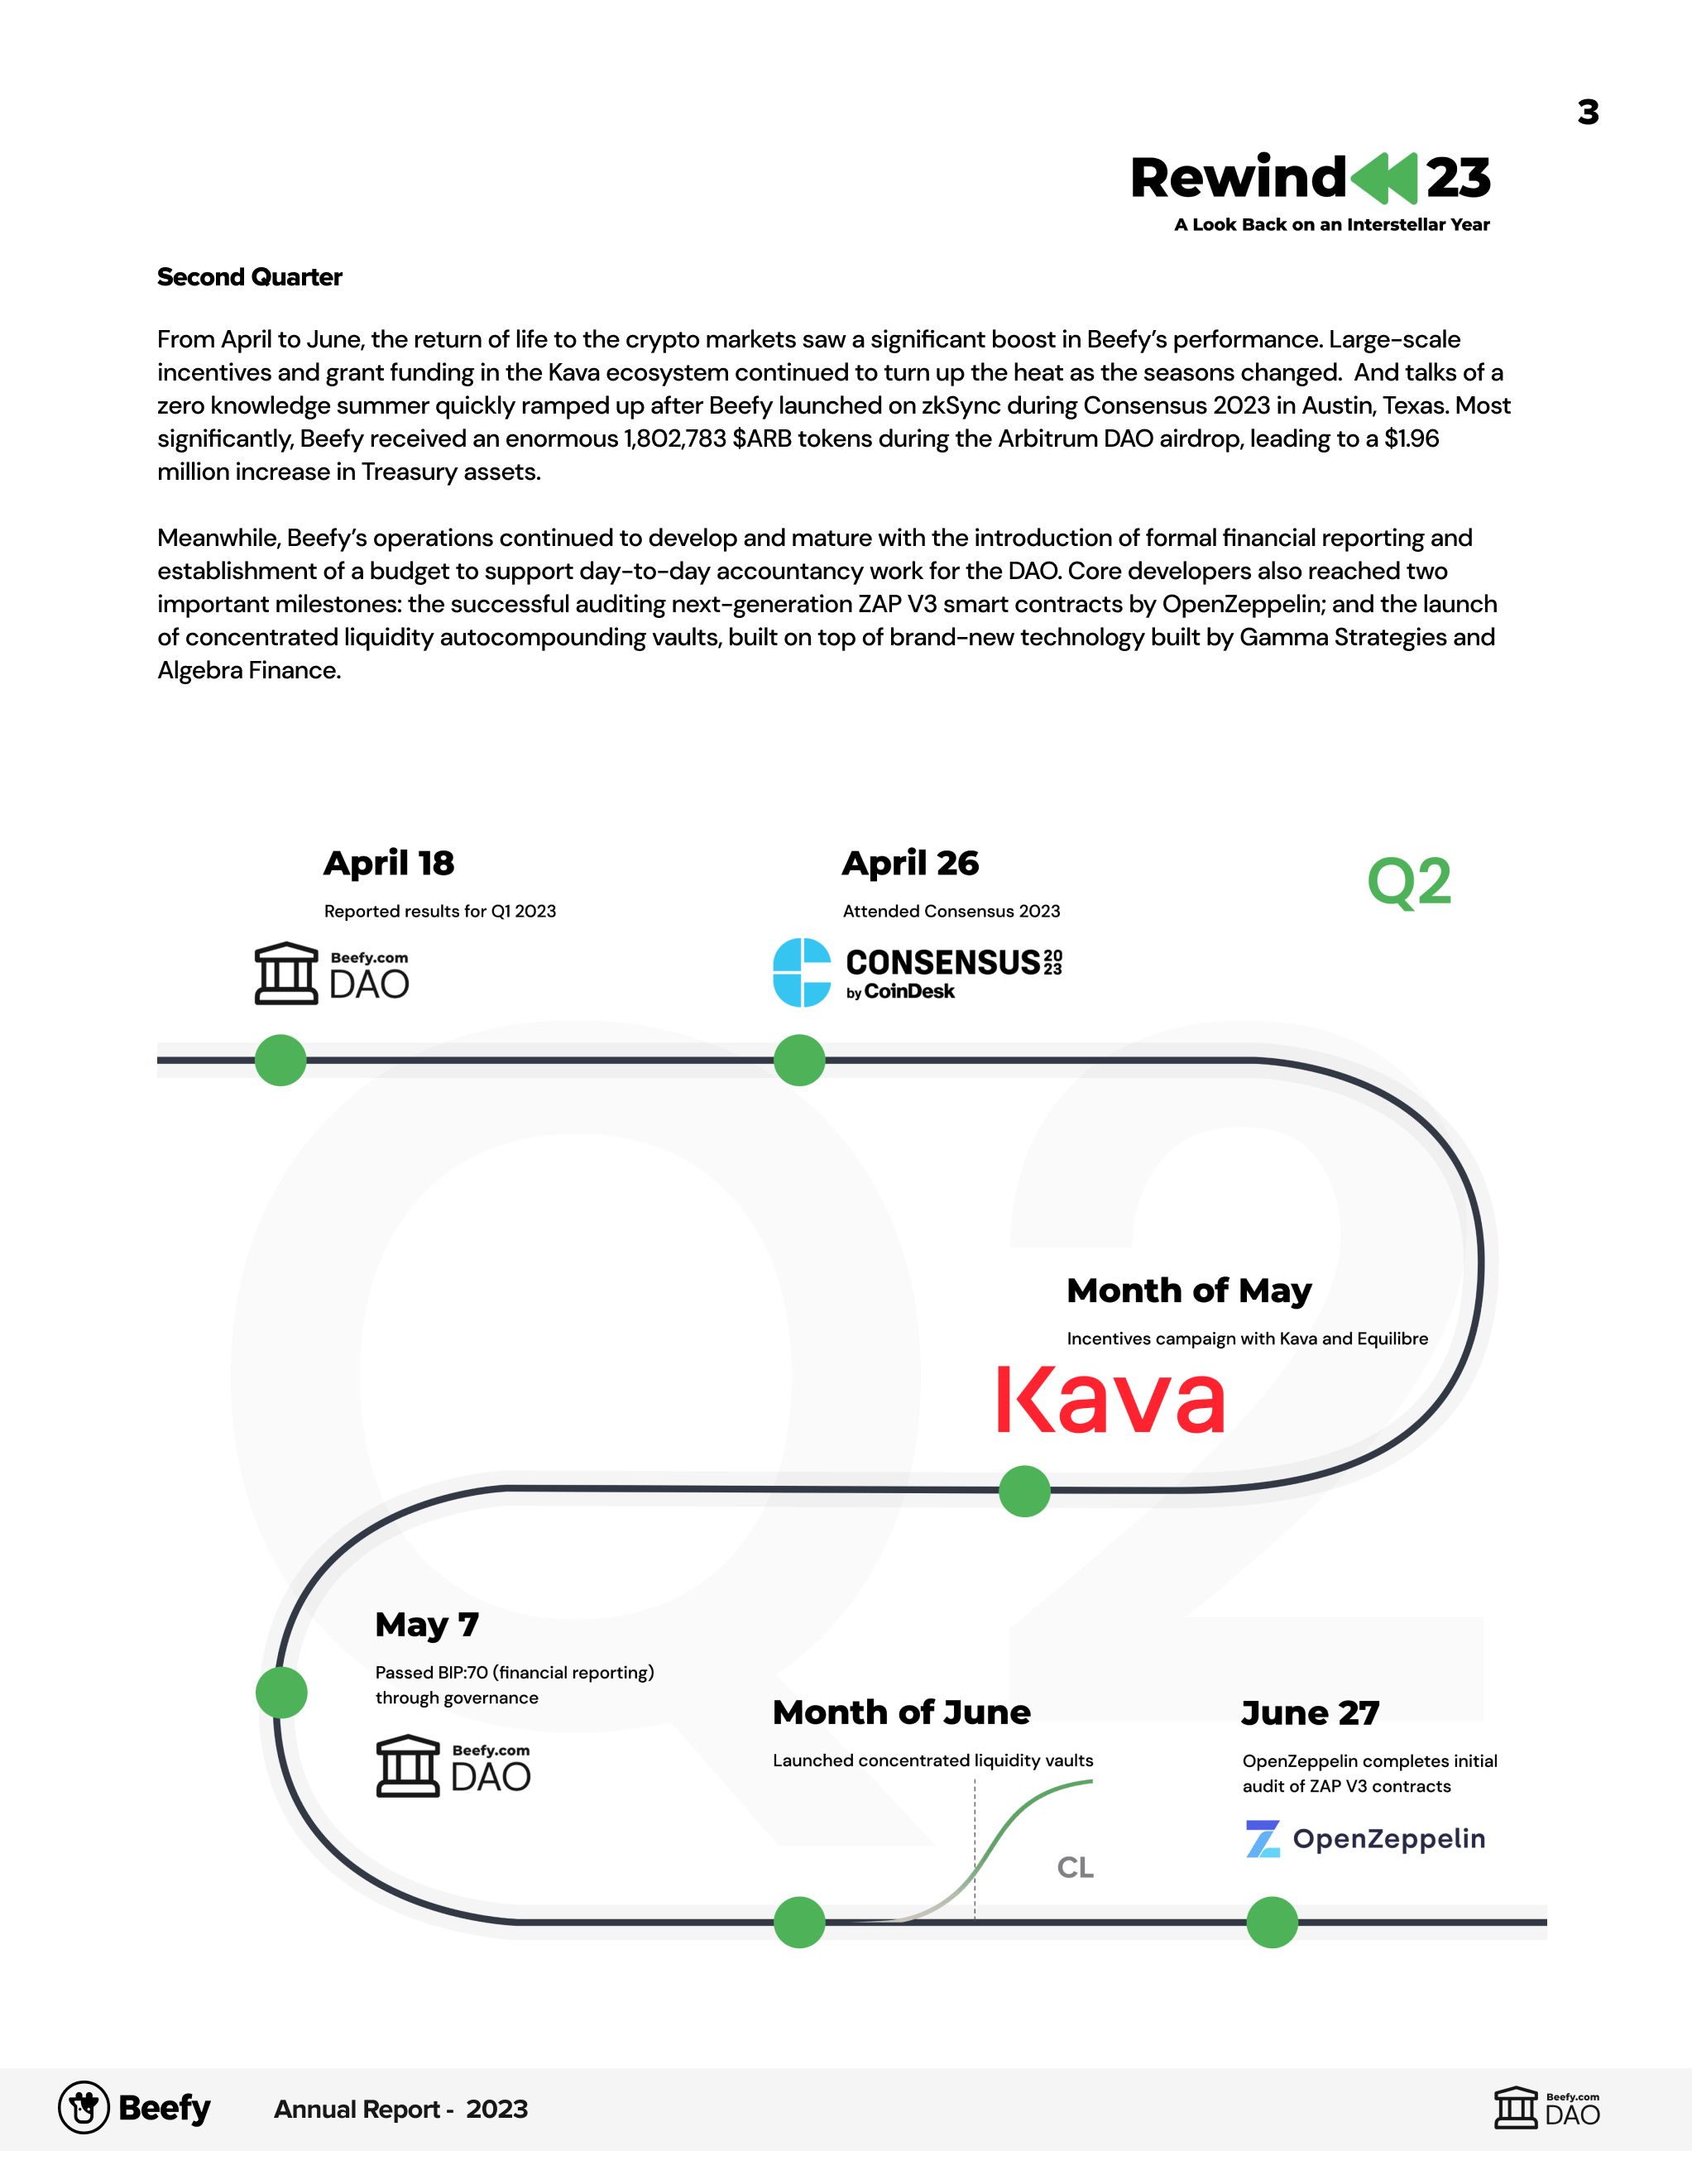 3
Rewind 23
A Look Back on an Interstellar Year
Second Quarter
From April to June, the return of life to the crypto markets saw a significant boost in Beefy’s performance. Large-scale
incentives and grant funding in the Kava ecosystem continued to turn up the heat as the seasons changed.  And talks of a
zero knowledge summer quickly ramped up after Beefy launched on zkSync during Consensus 2023 in Austin, Texas. Most
significantly, Beefy received an enormous 1,802,783 $ARB tokens during the Arbitrum DAO airdrop, leading to a $1.96
million increase in Treasury assets.
Meanwhile, Beefy’s operations continued to develop and mature with the introduction of formal financial reporting and
establishment of a budget to support day-to-day accountancy work for the DAO. Core developers also reached two
important milestones: the successful auditing next-generation ZAP V3 smart contracts by OpenZeppelin; and the launch
of concentrated liquidity autocompounding vaults, built on top of brand-new technology built by Gamma Strategies and
Algebra Finance.
Q2
April 18
Reported results for Q1 2023
Beefy.com
DAO
April 26
Attended Consensus 2023
CONSENSUS 20
23
by CoinDesk
Q2
Month of May
Incentives campaign with Kava and Equilibre
Kava
May 7
Passed BIP:70 (financial reporting)
through governance
Beefy.com
DAO
Month of June
Launched concentrated liquidity vaults
CL
June 27
OpenZeppelin completes initial
audit of ZAP V3 contracts
OpenZeppelin
Beefy
Annual Report -  2023
Beefy.com
DAO